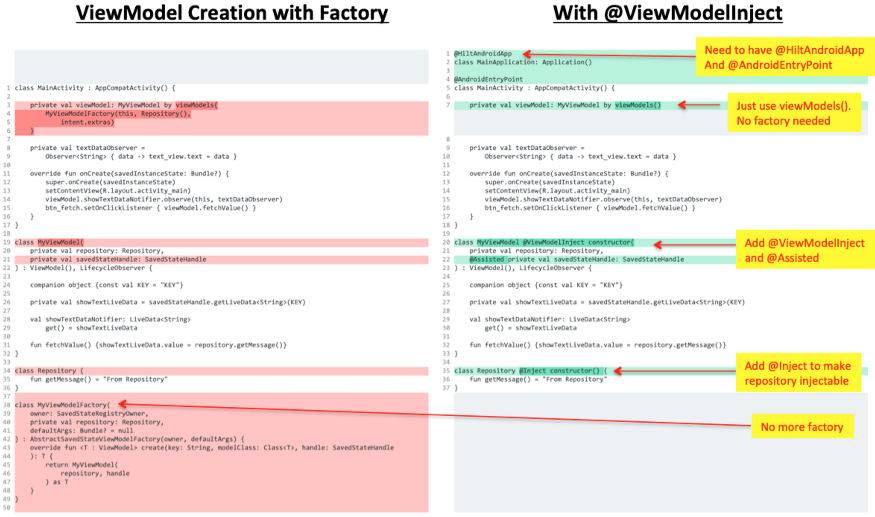 ViewModel Creation with Factory
1 class MainActivity : AppCompatActivity() {
2
3 private val viewModel: MyViewModel by viewModels{
4 MyViewModelFactory(this, Repository(),
5 intent.extras)
6 }
7
8 private val textDataObserver =
9 Observer<String> { data -> text_view.text = data }
10
11 override fun onCreate(savedInstanceState: Bundle?) {
12 super.onCreate(savedInstanceState)
13 setContentView(R.layout.activity_main)
14 viewModel.showTextDataNotifier.observe(this, textDataObserver)
15 btn_fetch.setOnClickListener { viewModel.fetchValue() }
16 }
17 }
18
19 class MyViewModel(
20 private val repository: Repository,
21 private val savedStateHandle: SavedStateHandle
22 ) : ViewModel(), LifecycleObserver {
23
24 companion object {const val KEY = "KEY"}
25
26 private val showTextLiveData = savedStateHandle.getLiveData<String>(KEY)
27
28 val showTextDataNotifier: LiveData<String>
29 get() = showTextLiveData
30
31 fun fetchValue() {showTextLiveData.value = repository.getMessage()}
32 }
33
34 class Repository {
35 fun getMessage() = "From Repository"
36 }
37
38 class MyViewModelFactory(
39 owner: SavedStateRegistryOwner,
40 private val repository: Repository,
41 defaultArgs: Bundle? = null
42 ) : AbstractSavedStateViewModelFactory(owner, defaultArgs) {
43 override fun <T : ViewModel> create(key: String, modelClass: Class<T>, handle: SavedStateHandle
44 ): T {
45 return MyViewModel(
46 repository, handle
47 ) as T
48 }
49 }
50
With @ViewModelInject
1 @HiltAndroidApp
2 class MainApplication: Application()
3
4 @AndroidEntryPoint
5 class MainActivity : AppCompatActivity() {
6
7 private val viewModel: MyViewModel by viewModels()
8
9 private val textDataObserver =
10 Observer<String> { data -> text_view.text = data }
11
12 override fun onCreate(savedInstanceState: Bundle?) {
13 super.onCreate(savedInstanceState)
14 setContentView(R.layout.activity_main)
15 viewModel.showTextDataNotifier.observe(this, textDataObserver)
16 btn_fetch.setOnClickListener { viewModel.fetchValue() }
17 }
18 }
19
20 class MyViewModel @ViewModelInject constructor(
21 private val repository: Repository,
22 @Assisted private val savedStateHandle: SavedStateHandle
23 ) : ViewModel(), LifecycleObserver {
24
25 companion object {const val KEY = "KEY"}
26
27 private val showTextLiveData = savedStateHandle.getLiveData<String>(KEY)
28
29 val showTextDataNotifier: LiveData<String>
30 get() = showTextLiveData
31
32 fun fetchValue() {showTextLiveData.value = repository.getMessage()}
33 }
34
35 class Repository @Inject constructor() {
36 fun getMessage() = "From Repository"
37 }
Need to have @HiltAndroidApp
And @AndroidEntryPoint
Just use viewModels().
No factory needed
Add @ViewModelInject
and @Assisted
Add @Inject to make
repository injectable
No more factory